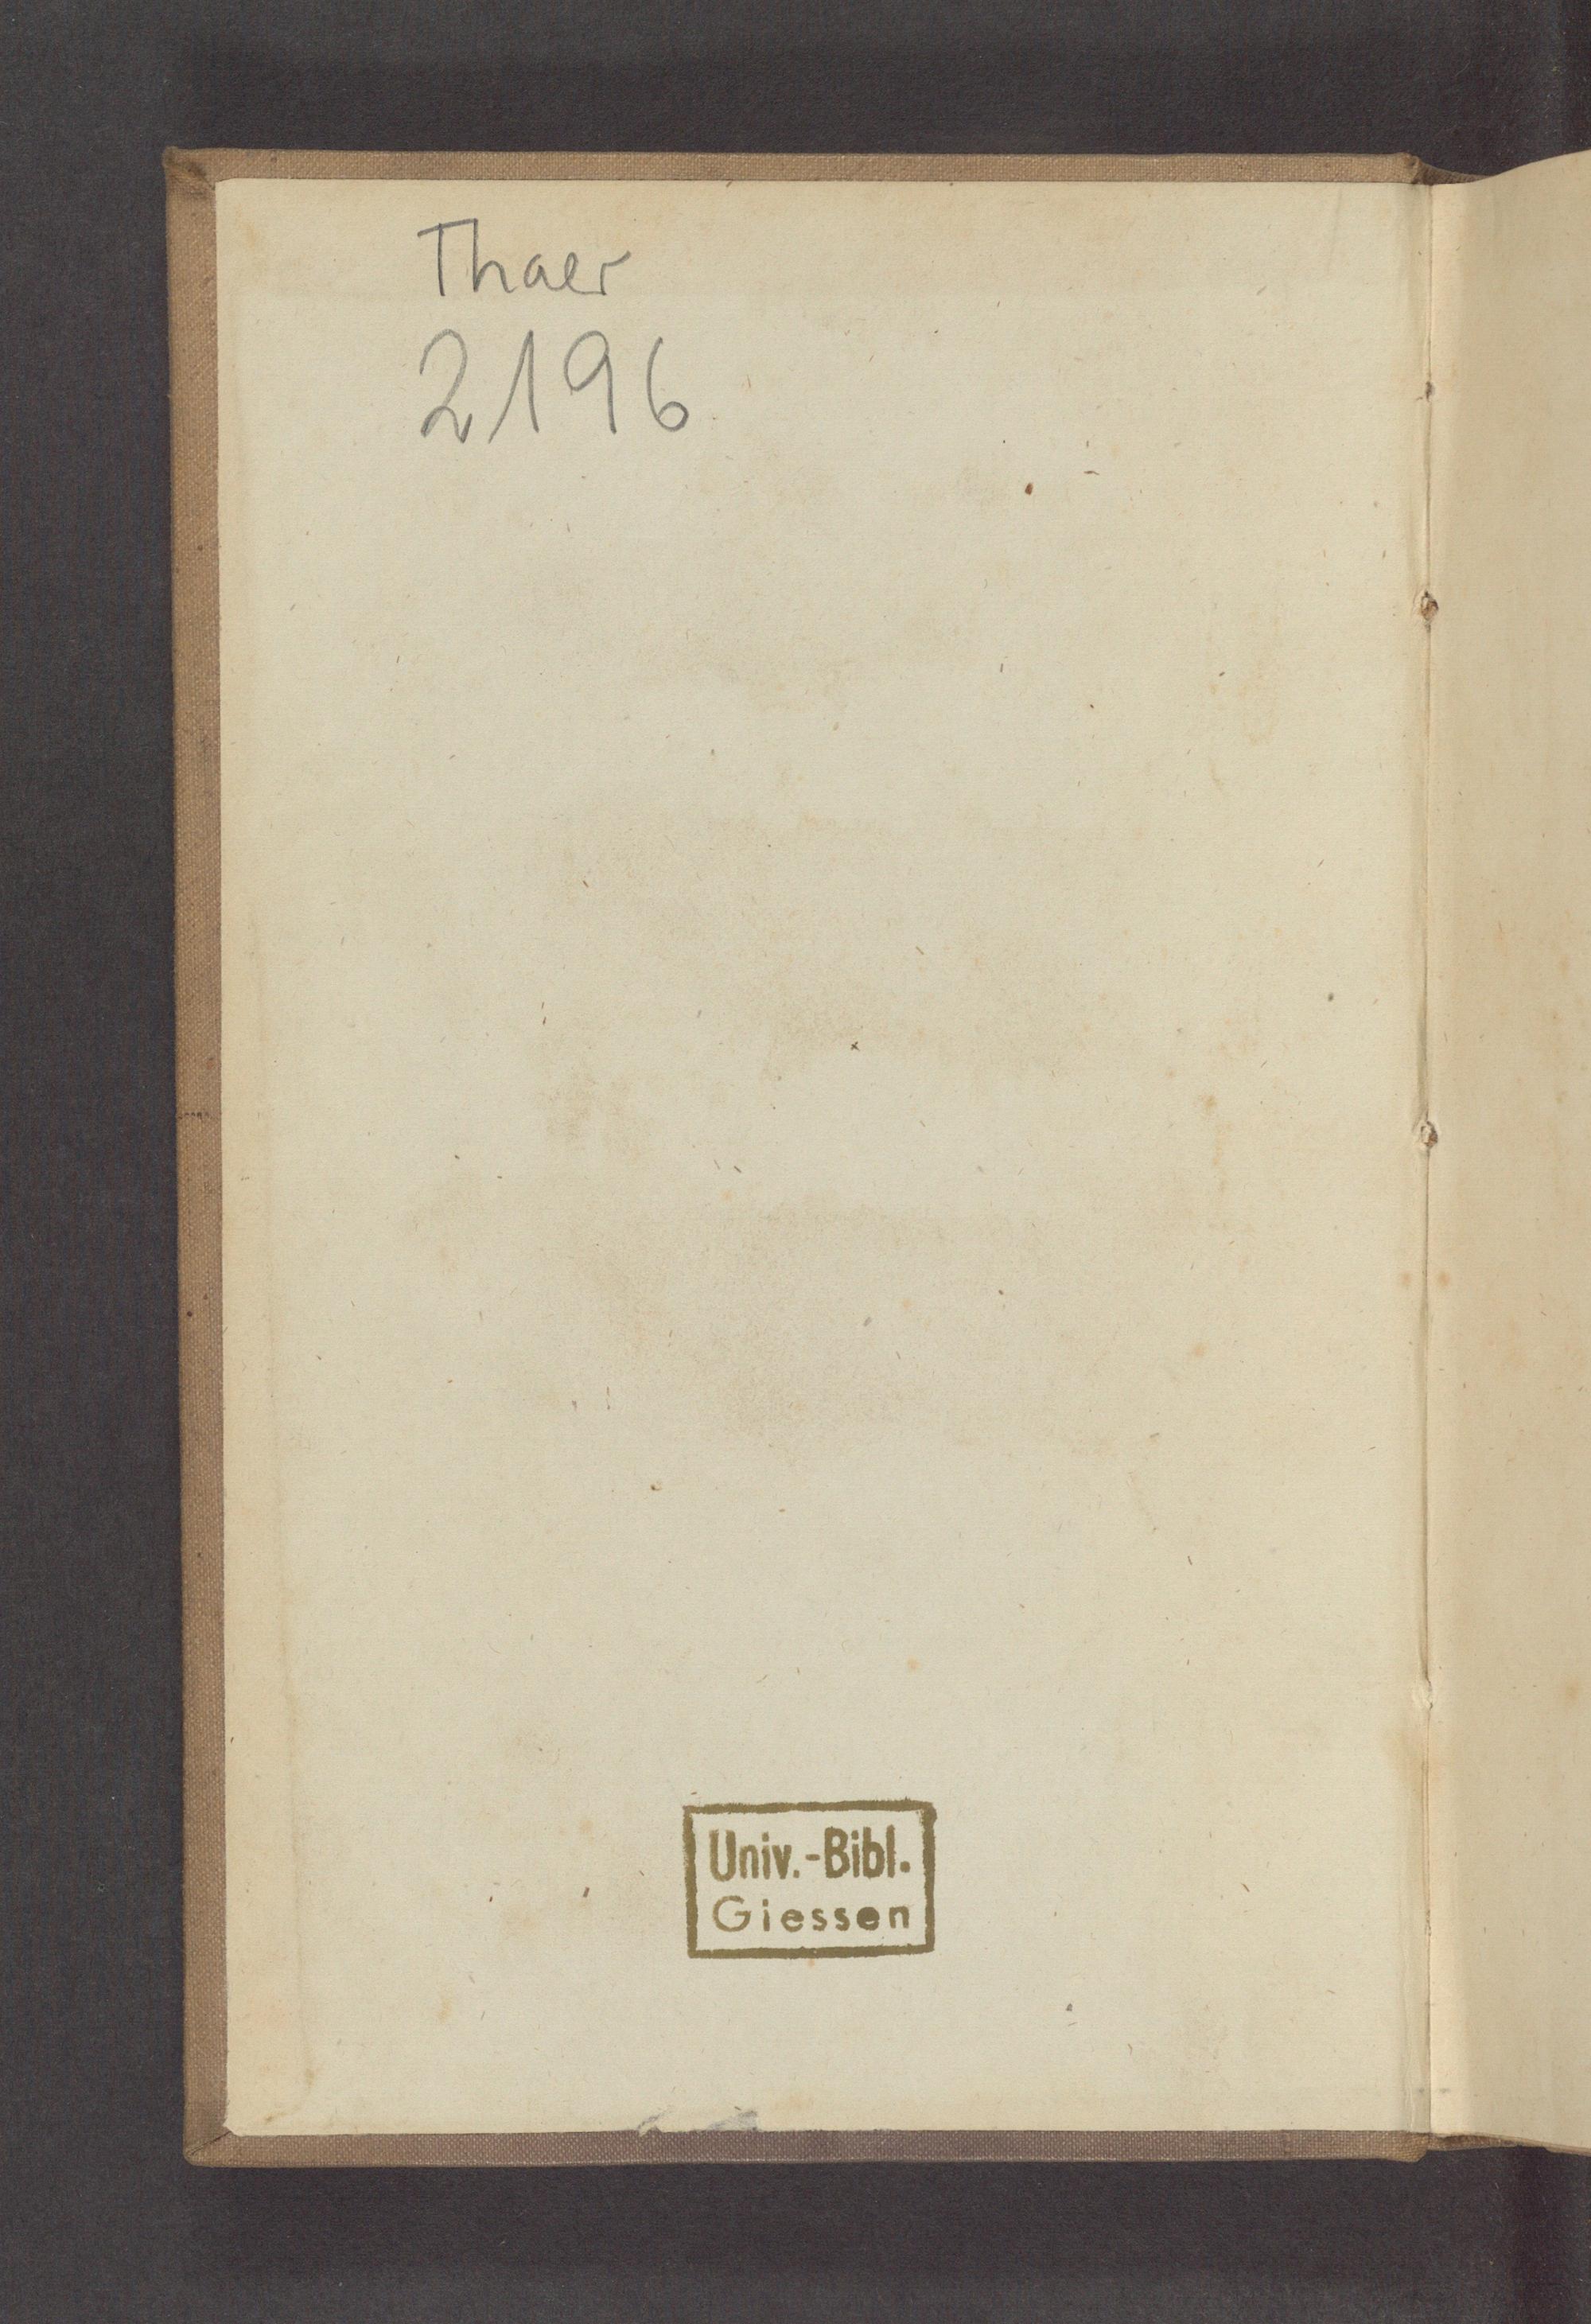 Thaer
2196
Univ.-Bibl.
Giessen